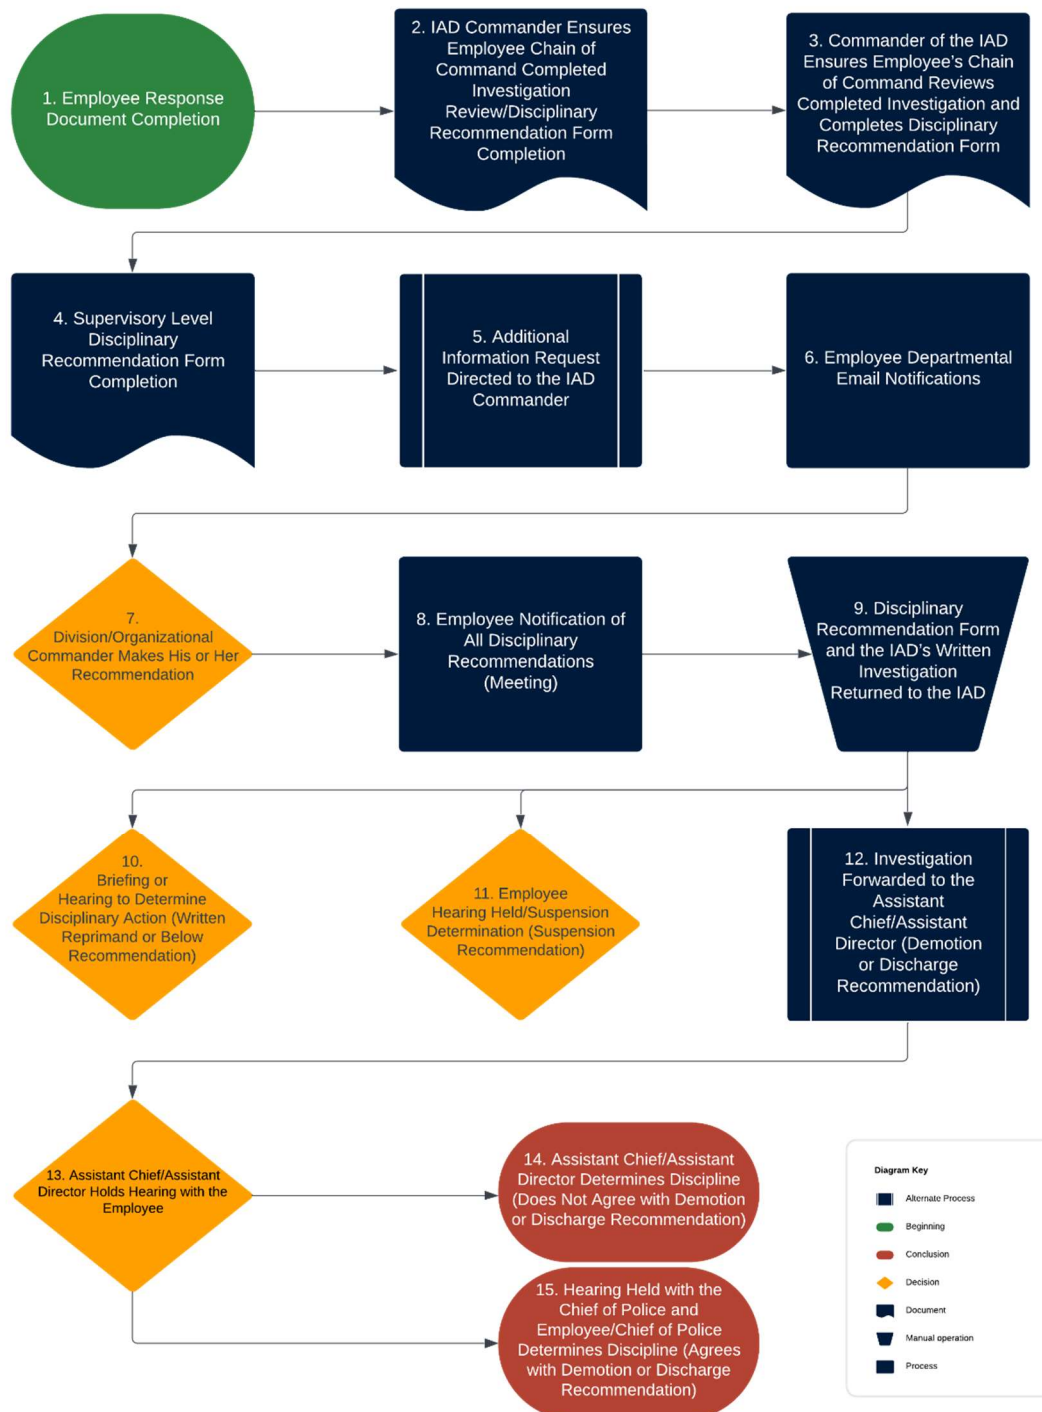 1. Employee Response
Document Completion
2. IAD Commander Ensures
Employee Chain of
Command Completed
Investigation
Review/Disciplinary
Recommendation Form
Completion
3. Commander of the IAD
Ensures Employee's Chain
of Command Reviews
Completed Investigation and
Completes Disciplinary
Recommendation Form
4. Supervisory Level
Disciplinary
Recommendation Form
Completion
5. Additional
Information Request
Directed to the IAD
Commander
6. Employee Departmental
Email Notifications
7.
Division/Organizational
Commander Makes His or Her
Recommendation
8. Employee Notification of
All Disciplinary
Recommendations
(Meeting)
9. Disciplinary
Recommendation Form
and the IAD's Written
Investigation
Returned to the IAD
10.
Briefing or
Hearing to Determine
Disciplinary Action (Written
Reprimand or Below
Recommendation)
11. Employee
Hearing Held/Suspension
Determination (Suspension
Recommendation)
12. Investigation
Forwarded to the
Assistant
Chief/Assistant
Director (Demotion
or Discharge
Recommendation)
13. Assistant Chief/Assistant
Director Holds Hearing with the
Employee
14. Assistant Chief/Assistant
Director Determines Discipline
(Does Not Agree with Demotion
or Discharge Recommendation)
15. Hearing Held with the
Chief of Police and
Employee/Chief of Police
Determines Discipline (Agrees
with Demotion or Discharge
Recommendation)
Diagram Key
Alternate Process
Beginning
Conclusion
Decision
Document
Manual operation
Process